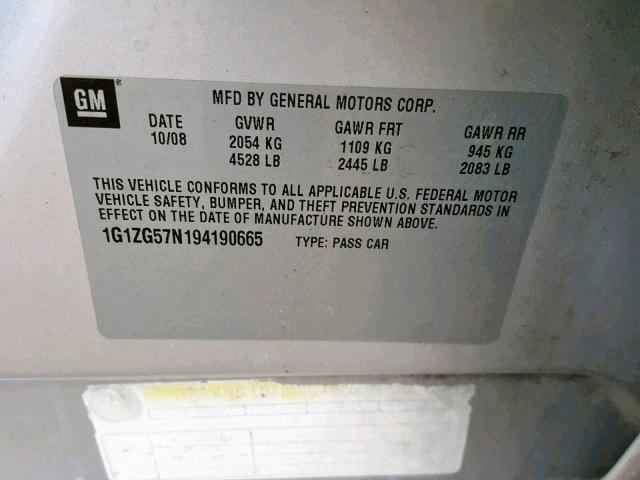 GM®
MFD BY GENERAL MOTORS CORP.
DATE GVWR GAWR FRT GAWR RR
10/08 2054 KG 1109 KG 945 KG
4528 LB 2445 LB 2083 LB
THIS VEHICLE CONFORMS TO ALL APPLICABLE U.S. FEDERAL MOTOR
VEHICLE SAFETY, BUMPER, AND THEFT PREVENTION STANDARDS IN
EFFECT ON THE DATE OF MANUFACTURE SHOWN ABOVE.
1G1ZG57N194190665 TYPE: PASS CAR